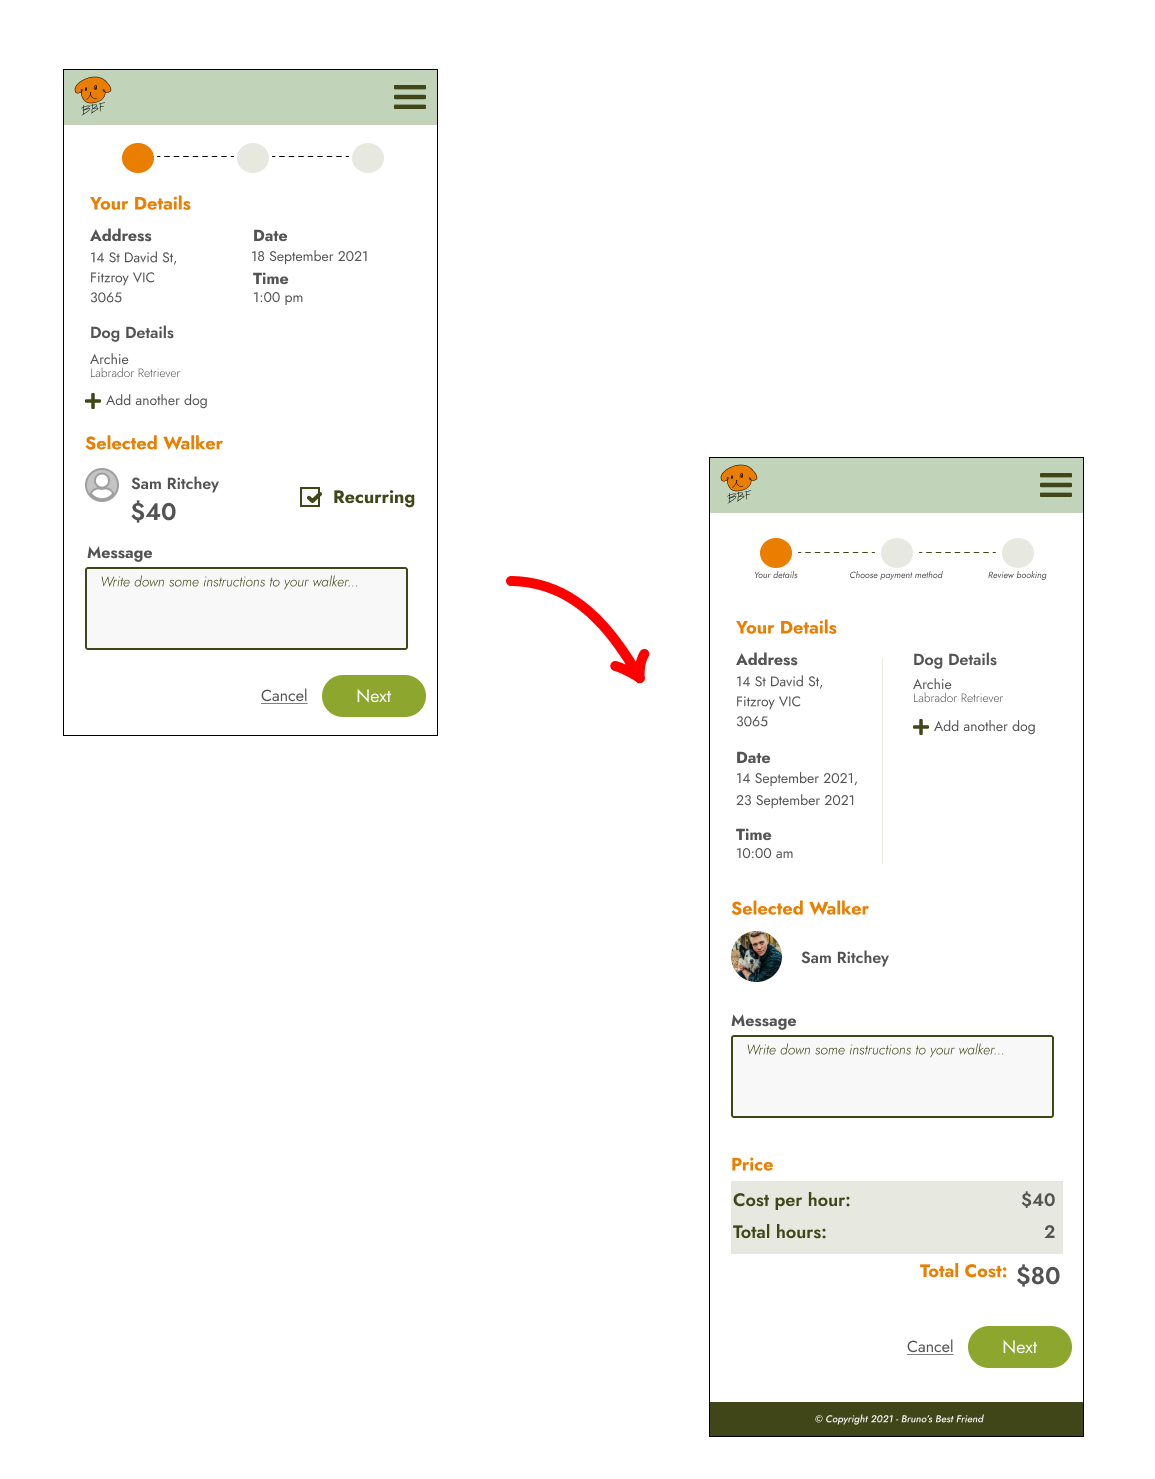 BBF
Your Details
Address
14 St David St,
Fitzroy VIC
3065
Date
18 September 2021
Time
1:00 pm
Dog Details
Archie
Labrador Retriever
Add another dog
Selected Walker
Sam Ritchey
$40
Recurring
Message
Write down some instructions to your walker...
Cancel
Next
BBF
Your details
Choose payment method
Review booking
Your Details
Address
14 St David St,
Fitzroy VIC
3065
Date
14 September 2021,
23 September 2021
Time
10:00 am
Dog Details
Archie
Labrador Retriever
Add another dog
Selected Walker
Sam Ritchey
Message
Write down some instructions to your walker...
Price
Cost per hour: $40
Total hours: 2
Total Cost: $80
Cancel
Next
© Copyright 2021 - Bruno's Best Friend